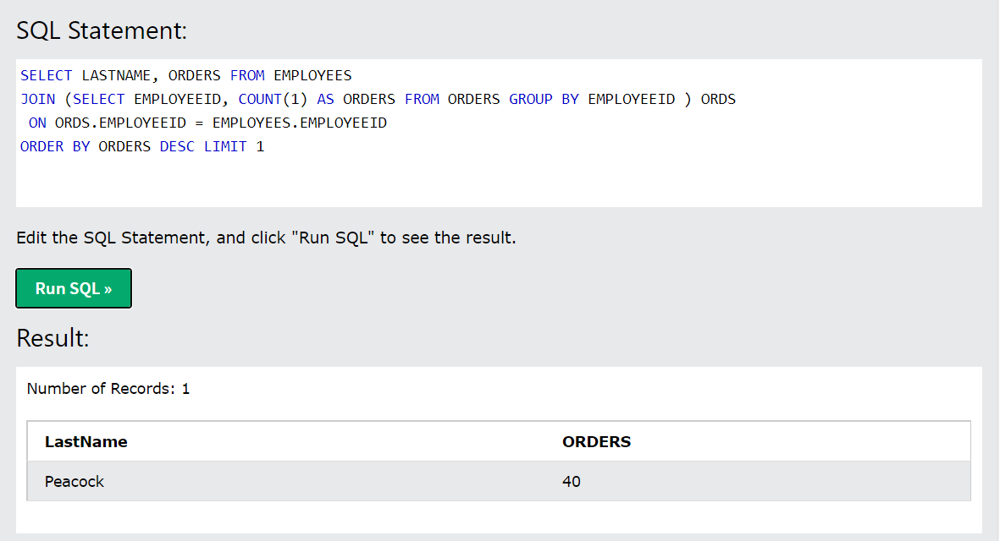 SQL Statement:
SELECT LASTNAME, ORDERS FROM EMPLOYEES
JOIN (SELECT EMPLOYEEID, COUNT(1) AS ORDERS FROM ORDERS GROUP BY EMPLOYEEID ) ORDS
 ON ORDS.EMPLOYEEID = EMPLOYEES.EMPLOYEEID
ORDER BY ORDERS DESC LIMIT 1
Edit the SQL Statement, and click "Run SQL" to see the result.
Run SQL »
Result:
Number of Records: 1
LastName ORDERS
Peacock 40